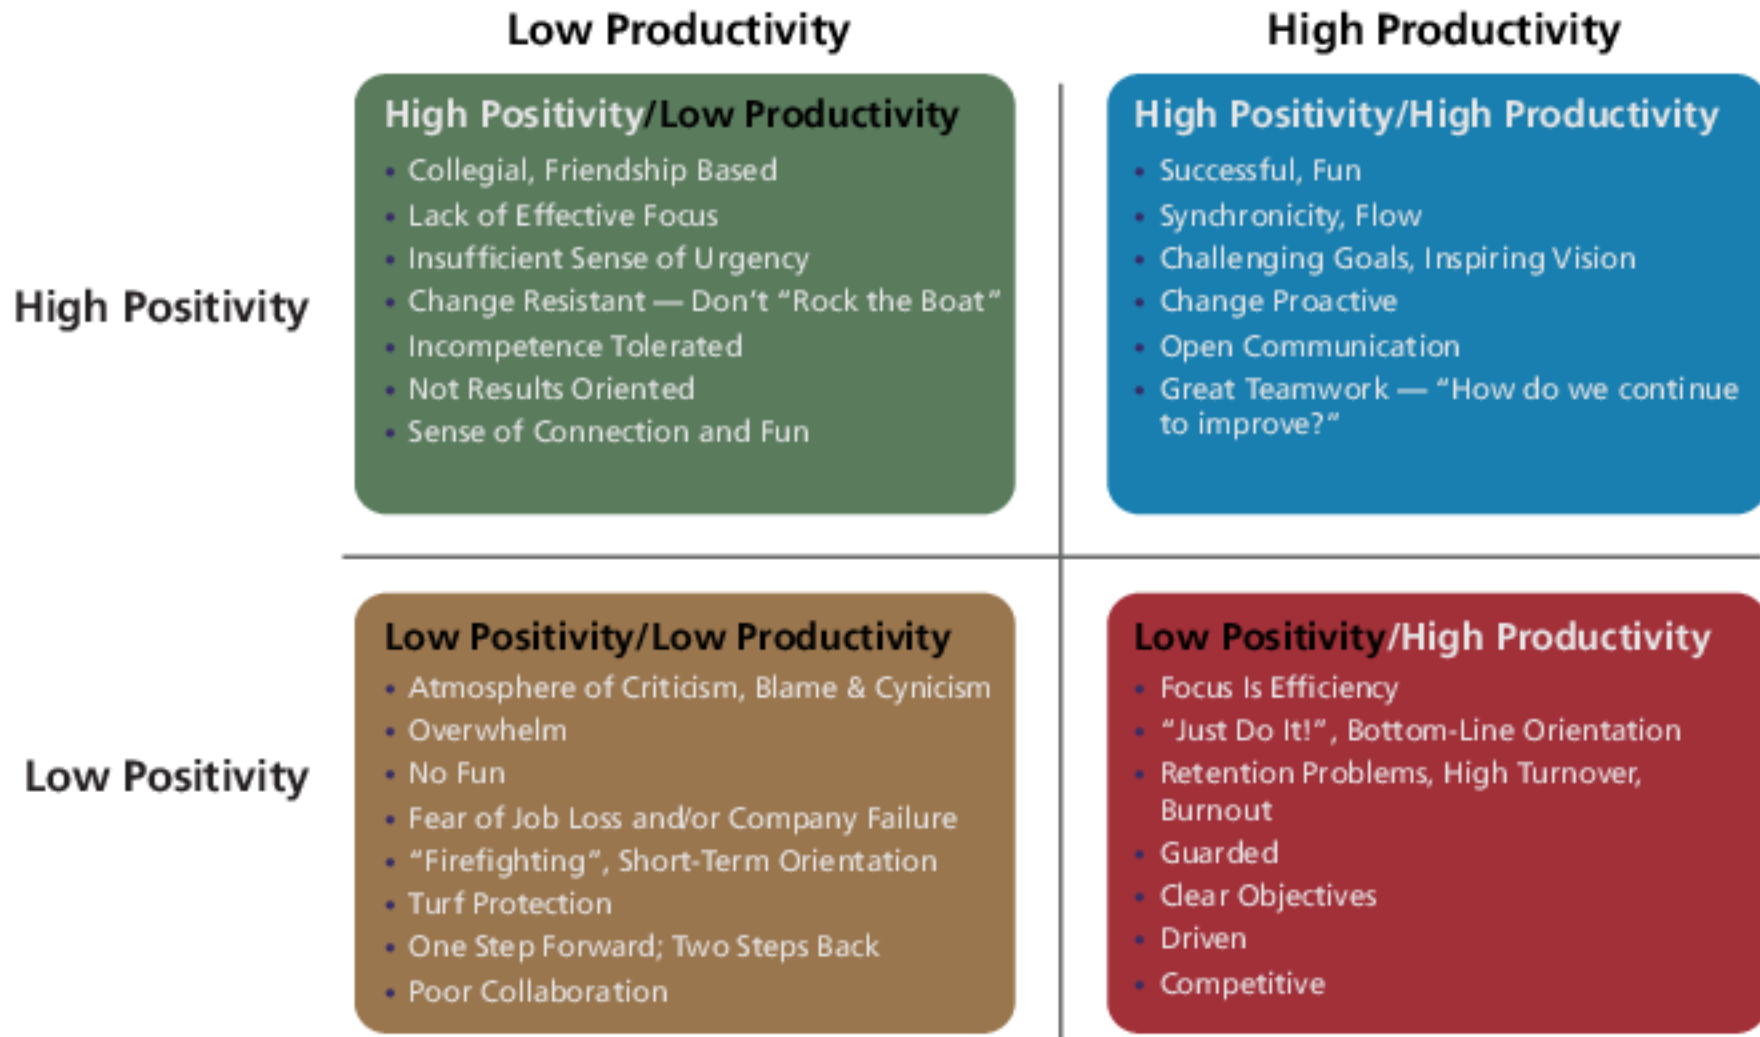 Low Productivity
High Productivity
High Positivity
High Positivity/Low Productivity
• Collegial, Friendship Based
• Lack of Effective Focus
• Insufficient Sense of Urgency
• Change Resistant — Don't “Rock the Boat”
• Incompetence Tolerated
• Not Results Oriented
• Sense of Connection and Fun
High Positivity/High Productivity
• Successful, Fun
• Synchronicity, Flow
• Challenging Goals, Inspiring Vision
• Change Proactive
• Open Communication
• Great Teamwork — “How do we continue
to improve?”
Low Positivity
Low Positivity/Low Productivity
• Atmosphere of Criticism, Blame & Cynicism
• Overwhelm
• No Fun
• Fear of Job Loss and/or Company Failure
• “Firefighting”, Short-Term Orientation
• Turf Protection
• One Step Forward; Two Steps Back
• Poor Collaboration
Low Positivity/High Productivity
• Focus Is Efficiency
• “Just Do It!”, Bottom-Line Orientation
• Retention Problems, High Turnover,
Burnout
• Guarded
• Clear Objectives
• Driven
• Competitive